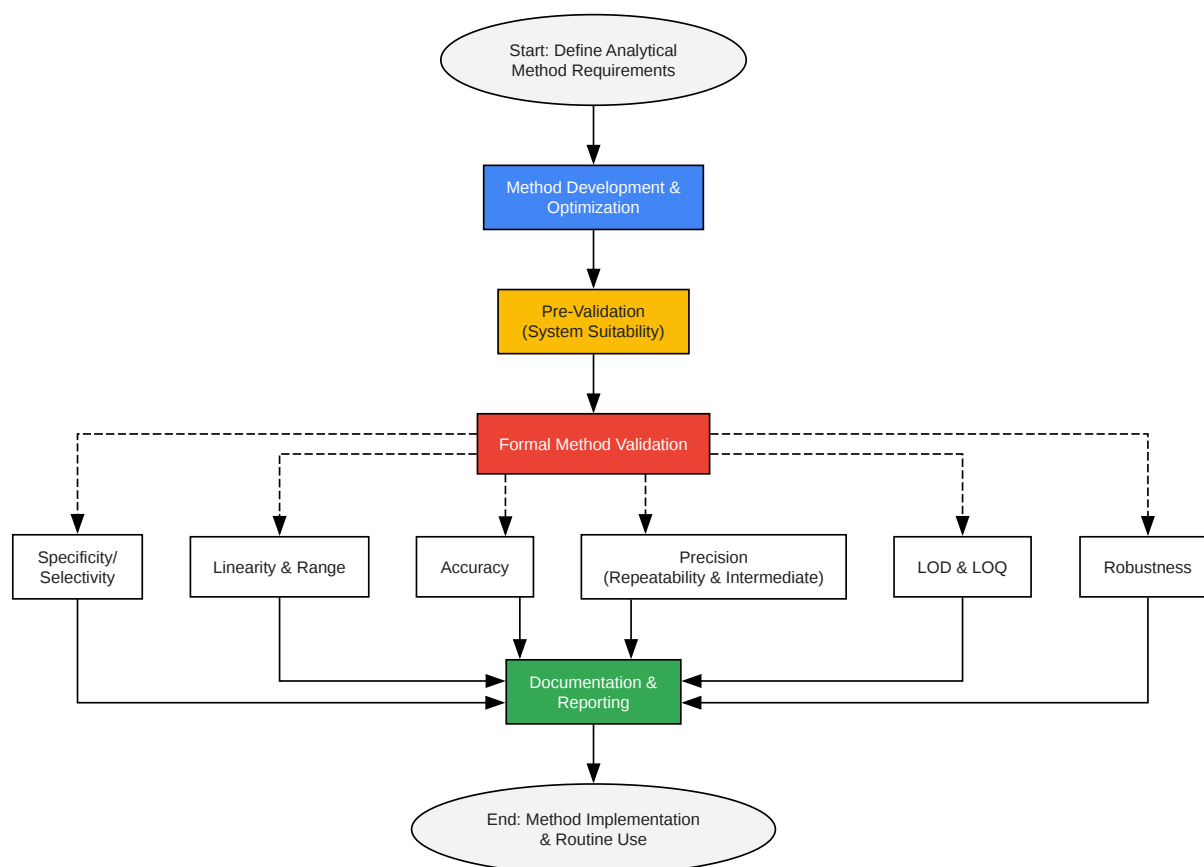 Start: Define Analytical
Method Requirements
Method Development &
Optimization
Pre-Validation
(System Suitability)
Formal Method Validation
Specificity/
Selectivity
Linearity & Range
Accuracy
Precision
(Repeatability & Intermediate)
LOD & LOQ
Robustness
Documentation &
Reporting
End: Method Implementation
& Routine Use